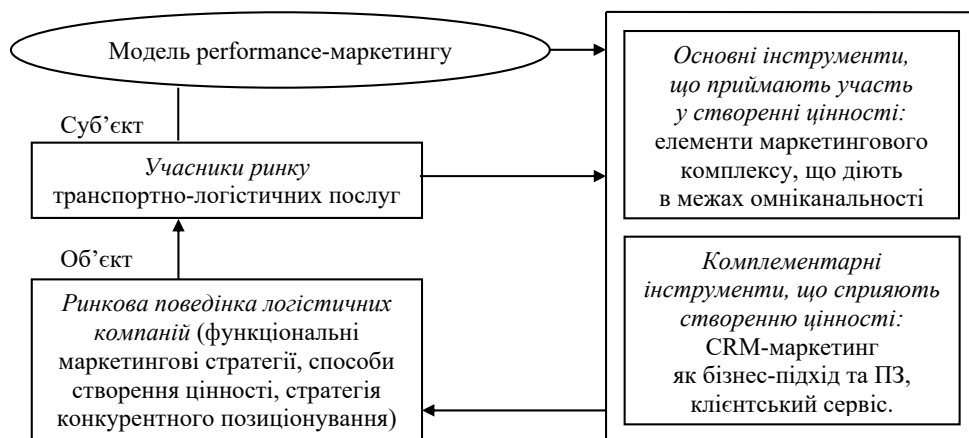 Модель performance-маркетингу
Суб’єкт
Учасники ринку
транспортно-логістичних послуг
Об’єкт
Ринкова поведінка логістичних
компаній (функціональні
маркетингові стратегії, способи
створення цінності, стратегія
конкурентного позиціонування)
Основні інструменти,
що приймають участь
у створенні цінності:
елементи маркетингового
комплексу, що діють
в межах омніканальності
Комплементарні
інструменти, що сприяють
створенню цінності:
CRM-маркетинг
як бізнес-підхід та ПЗ,
клієнтський сервіс.